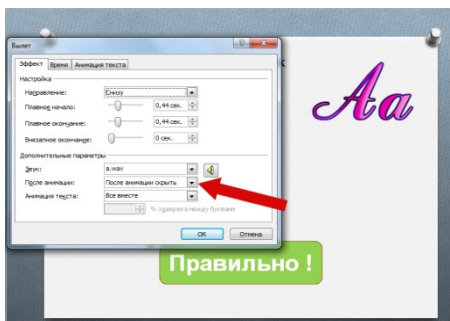 Вылет
Эффект Время Анимация текста
Настройка
Направление: Снизу
Плавное начало: 0,44 сек.
Плавное окончание: 0,44 сек.
Внезапное окончание: 0 сек.
Дополнительные параметры
Звук: a.wav
После анимации: После анимации скрыть
Анимация текста: Все вместе
% задержка между буквами
ОК Отмена
к
Аа
Правильно !